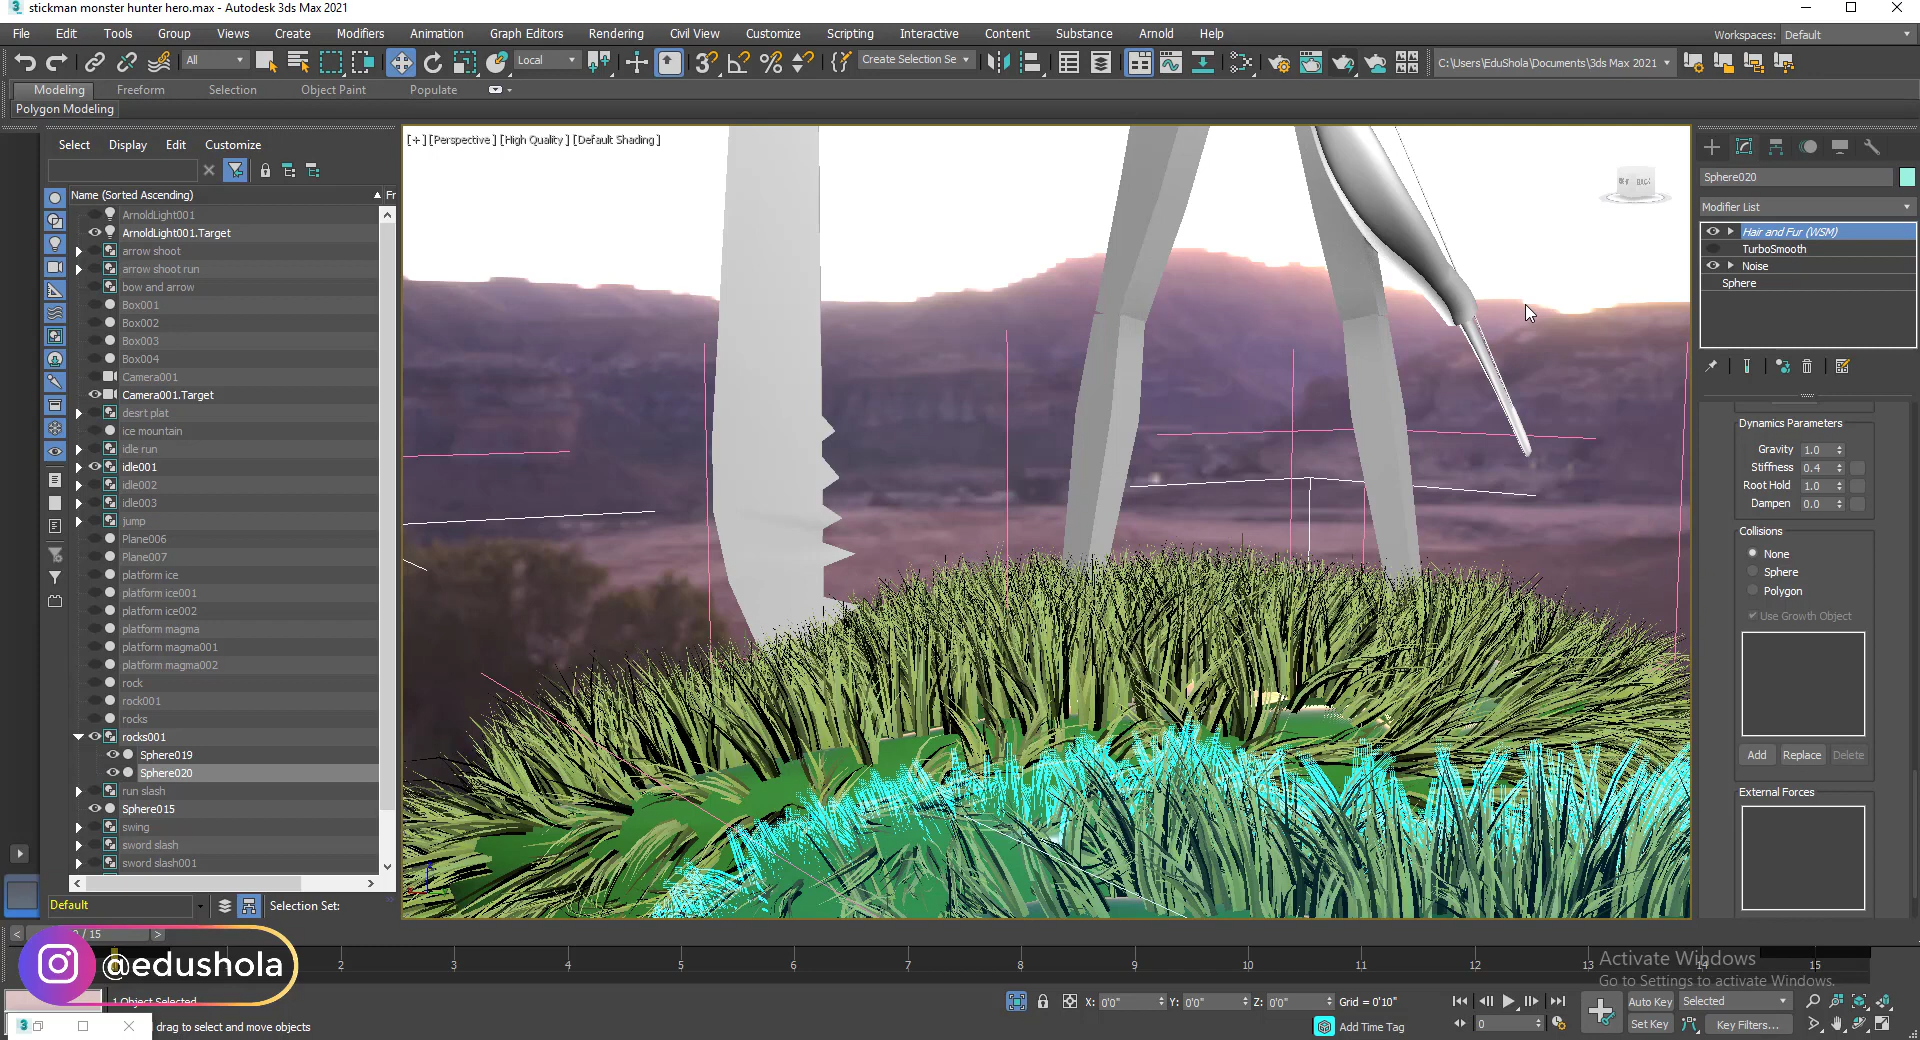 stickman monster hunter hero.max - Autodesk 3ds Max 2021
File Edit Tools Group Views Create Modifiers Animation Graph Editors Rendering Civil View Customize Scripting Interactive Content Substance Arnold Help
Workspaces: Default
All
Local
Create Selection Se
C:\Users\EduShola\Documents\3ds Max 2021
Modeling Freeform Selection Object Paint Populate
Polygon Modeling
Select Display Edit Customize
Name (Sorted Ascending)
Fr
ArnoldLight001
ArnoldLight001.Target
arrow shoot
arrow shoot run
bow and arrow
Box001
Box002
Box003
Box004
Camera001
Camera001.Target
desrt plat
ice mountain
idle run
idle001
idle002
idle003
jump
Plane006
Plane007
platform ice
platform ice001
platform ice002
platform magma
platform magma001
platform magma002
rock
rock001
rocks
rocks001
Sphere019
Sphere020
run slash
Sphere015
swing
sword slash
sword slash001
Default
Selection Set:
[+] [Perspective] [High Quality] [Default Shading]
BACK
Sphere020
Modifier List
Hair and Fur (WSM)
TurboSmooth
Noise
Sphere
Dynamics Parameters
Gravity 1.0
Stiffness 0.4
Root Hold 1.0
Dampen 0.0
Collisions
None
Sphere
Polygon
Use Growth Object
Add Replace Delete
External Forces
/ 15
2 3 4 5 6 7 8 9 10 11 12 13 14 15
@edushola
Activate Windows
Go to Settings to activate Windows.
1 Object Selected
drag to select and move objects
X: 0'0" Y: 0'0" Z: 0'0" Grid = 0'10"
Add Time Tag
0
Auto Key Selected
Set Key Key Filters...